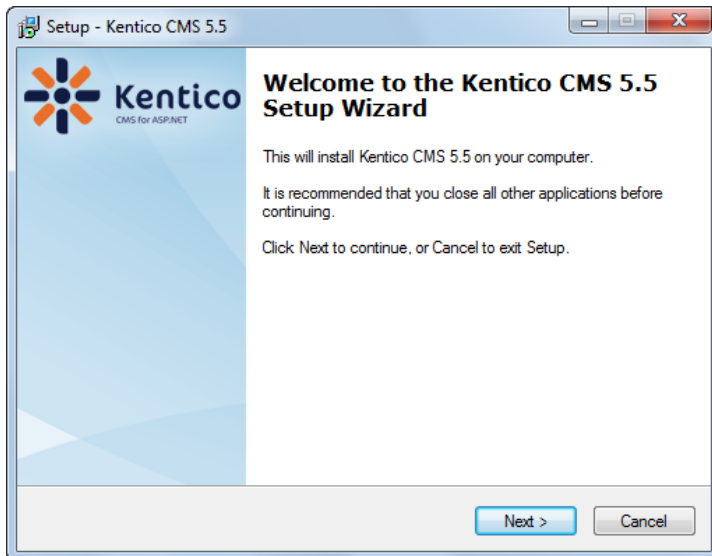 Setup - Kentico CMS 5.5
Kentico
CMS for ASP.NET
Welcome to the Kentico CMS 5.5
Setup Wizard
This will install Kentico CMS 5.5 on your computer.
It is recommended that you close all other applications before
continuing.
Click Next to continue, or Cancel to exit Setup.
Next >
Cancel